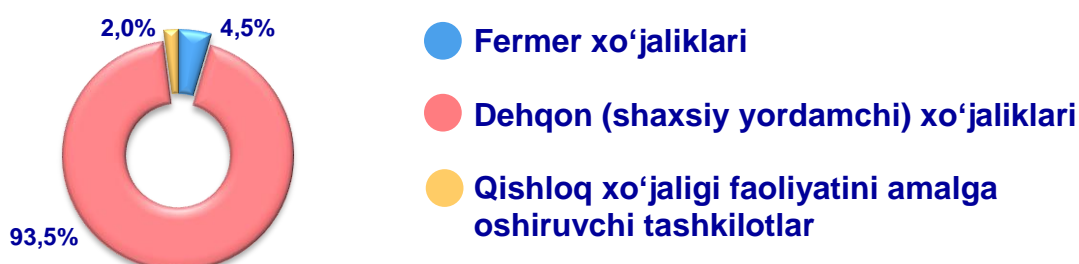 2,0%
4,5%
93,5%
Fermer xo‘jaliklari
Dehqon (shaxsiy yordamchi) xo‘jaliklari
Qishloq xo‘jaligi faoliyatini amalga
oshiruvchi tashkilotlar